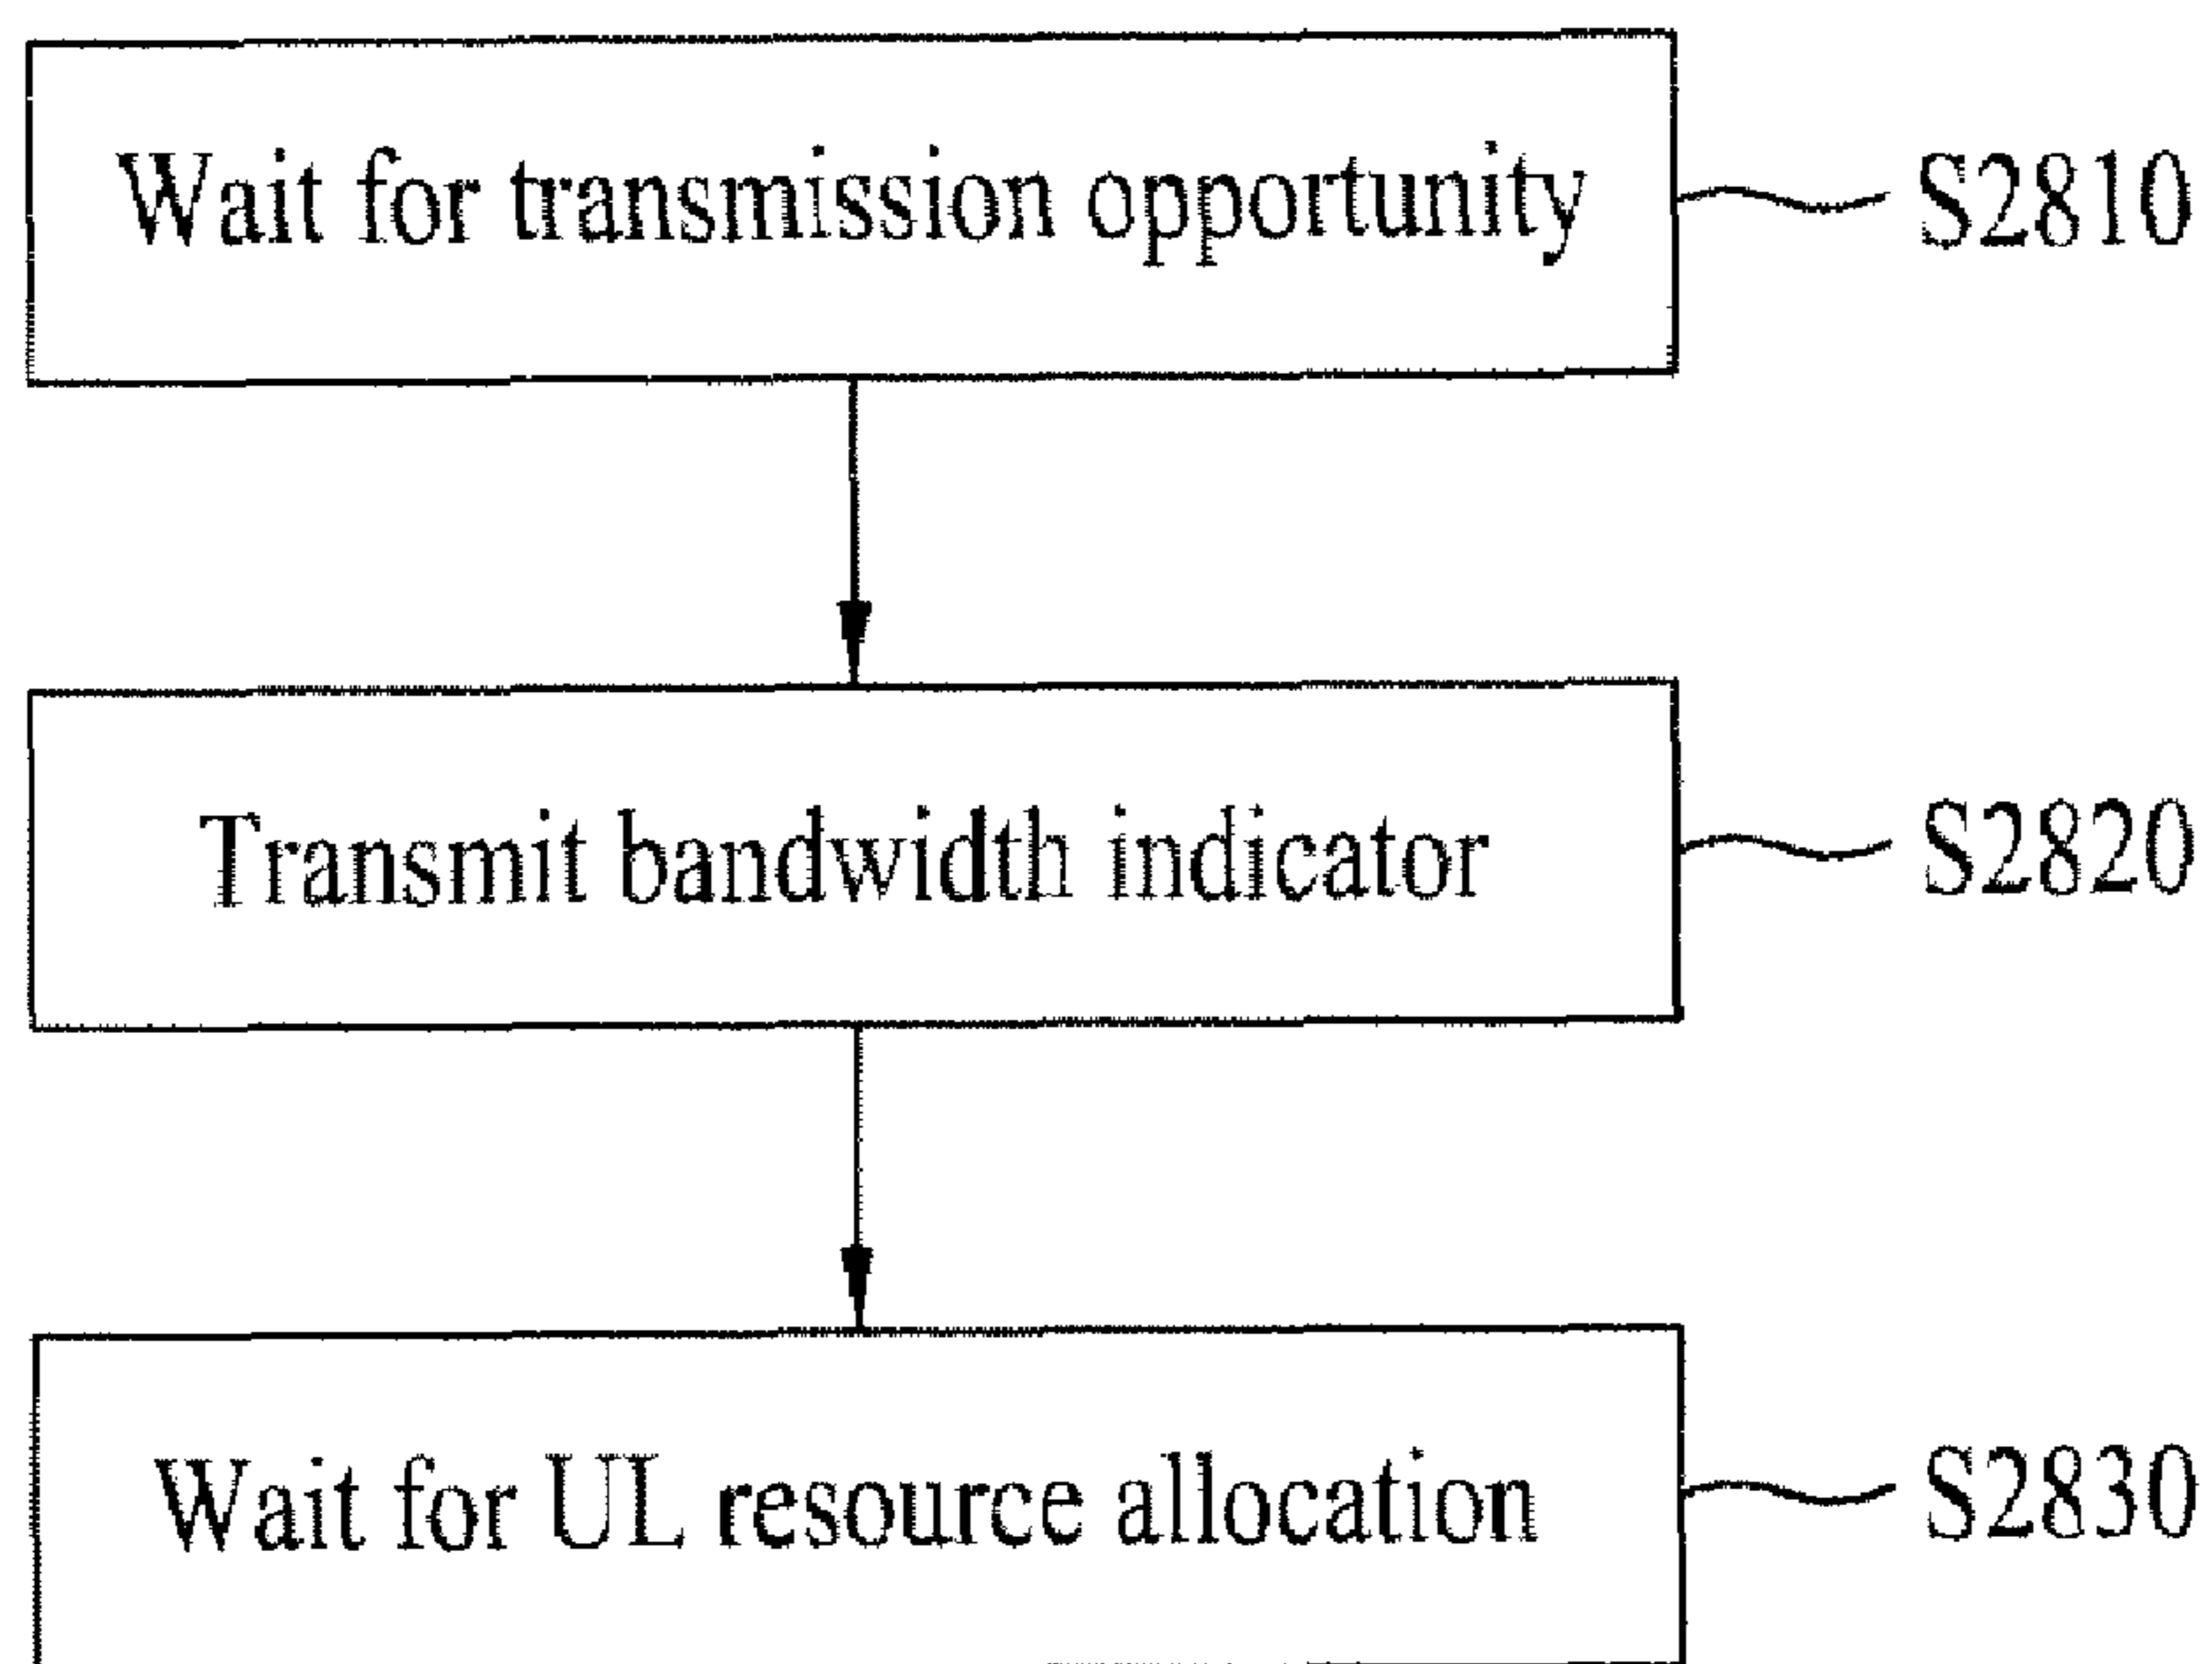 Wait for transmission opportunity S2810
Transmit bandwidth indicator S2820
Wait for UL resource allocation S2830